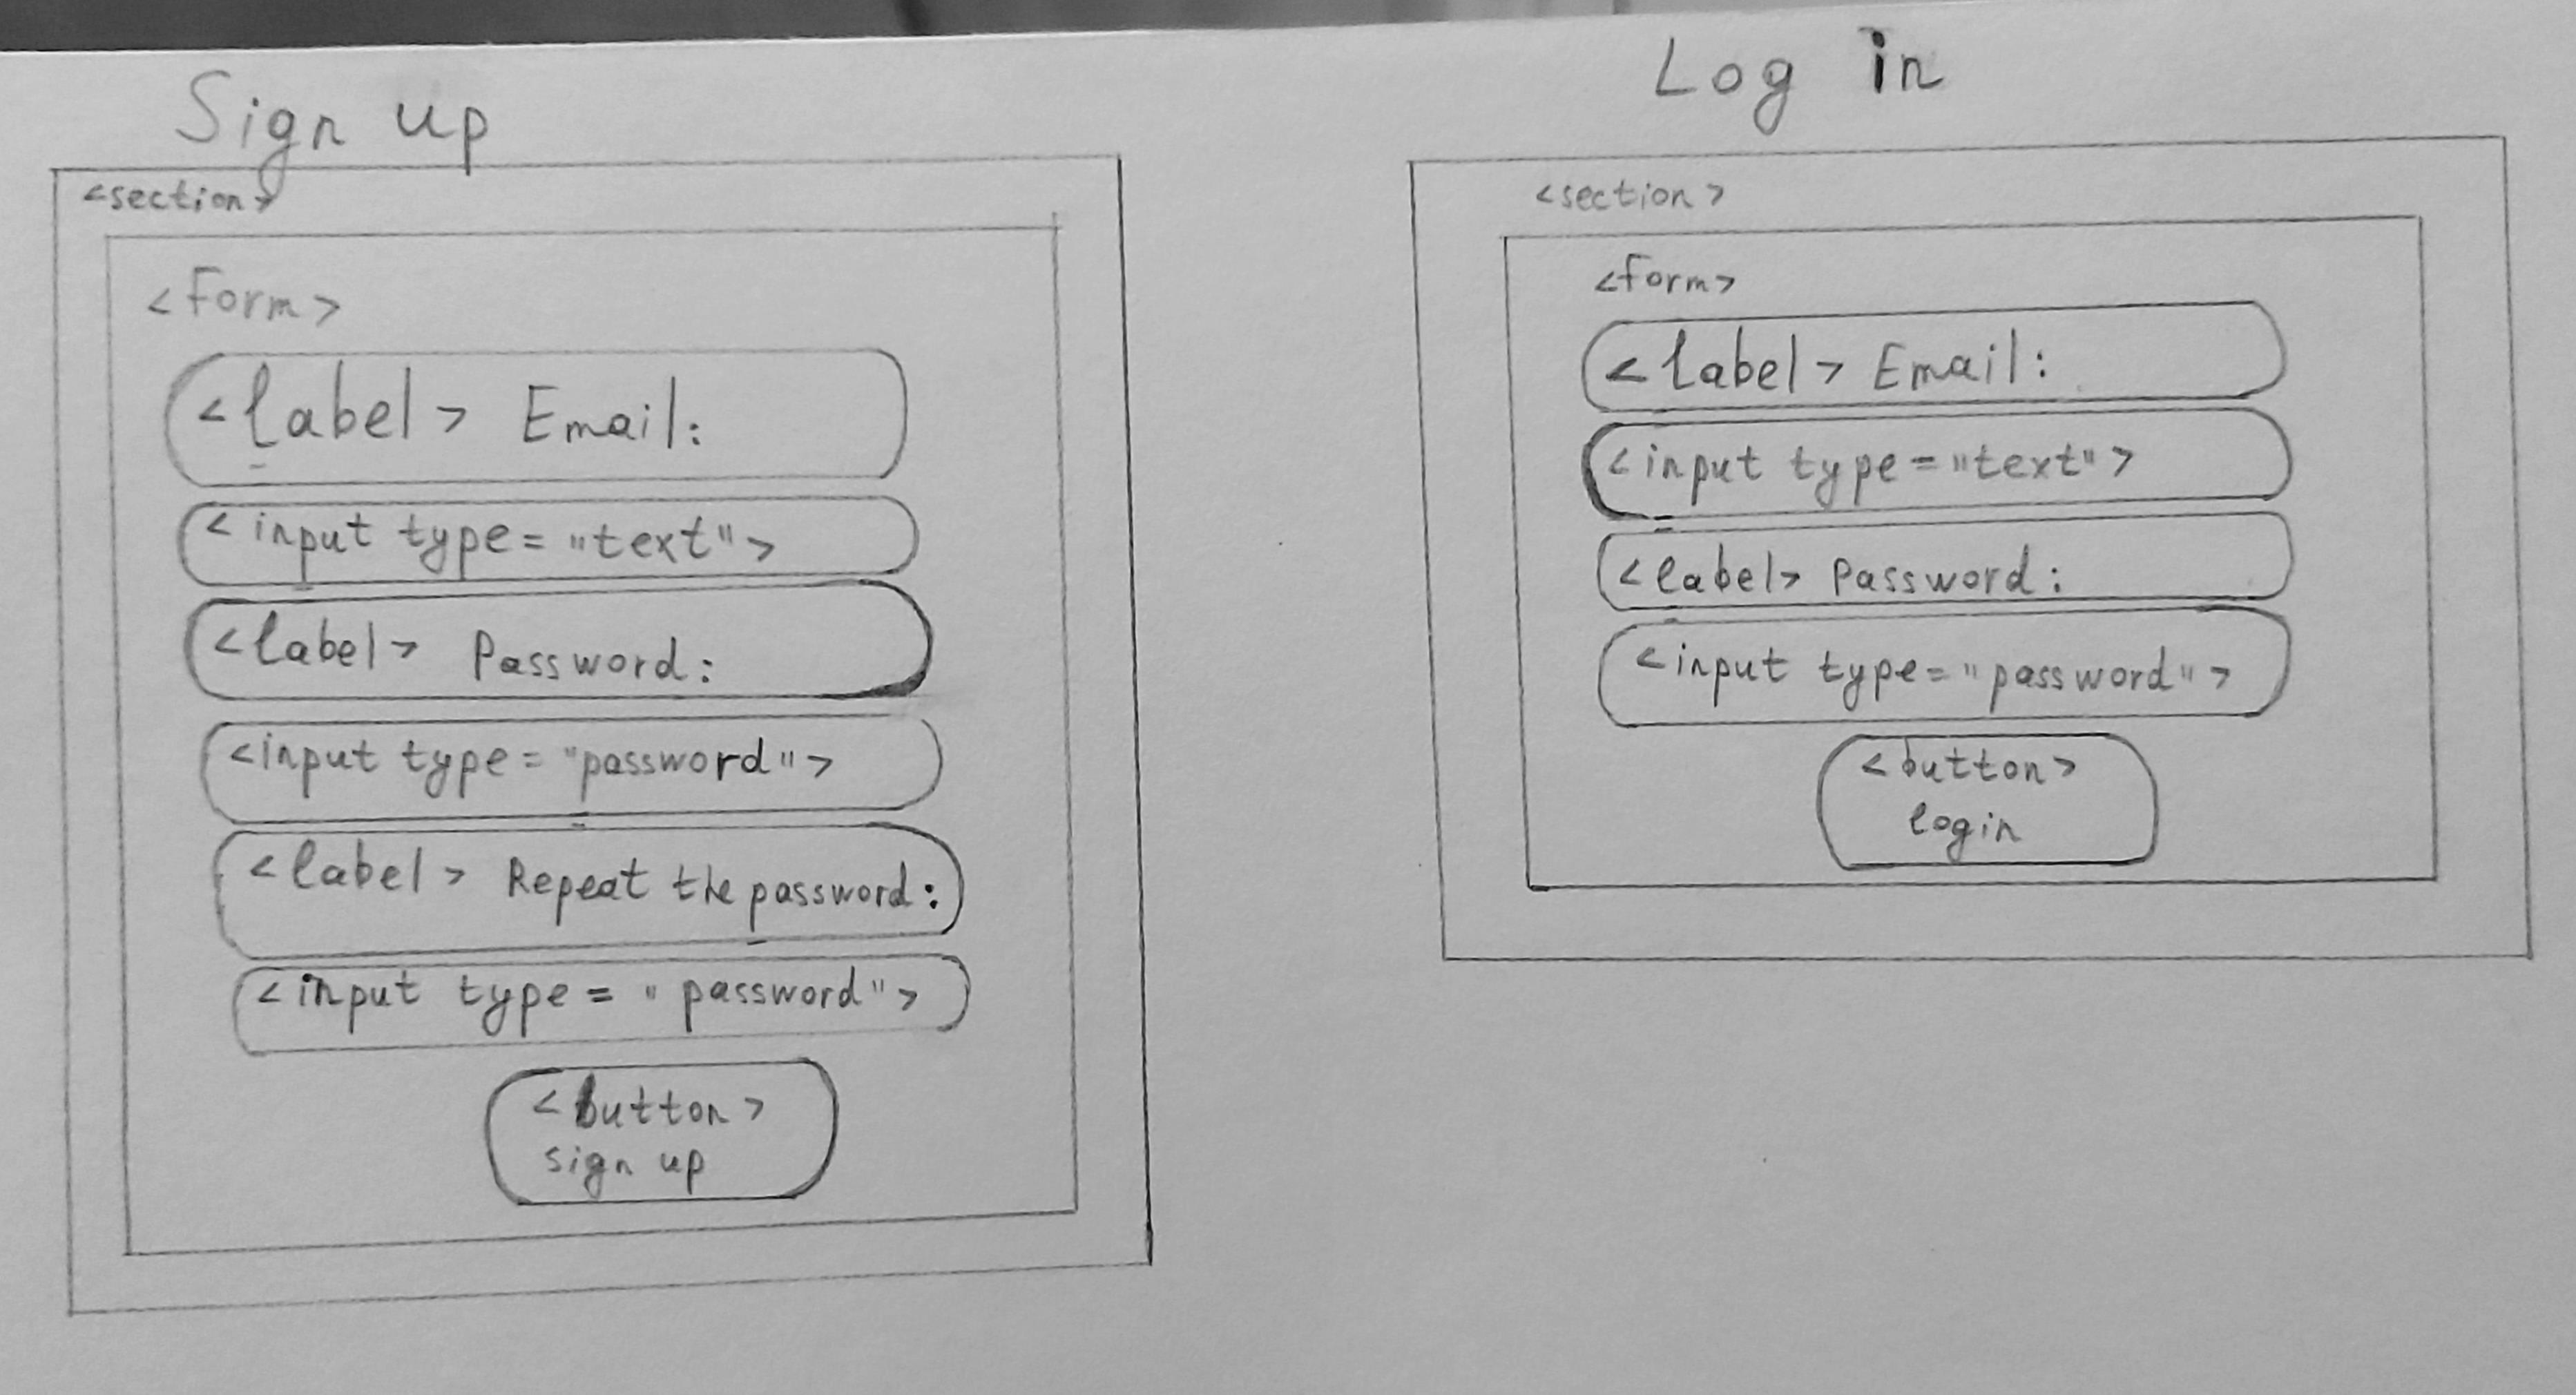 Sign up
<section>
<form>
<label> Email:
<input type="text">
<label> Password:
<input type="password">
<label> Repeat the password:
<input type="password">
<button>
sign up
Log in
<section>
<form>
<label> Email:
<input type="text">
<label> Password:
<input type="password">
<button>
login